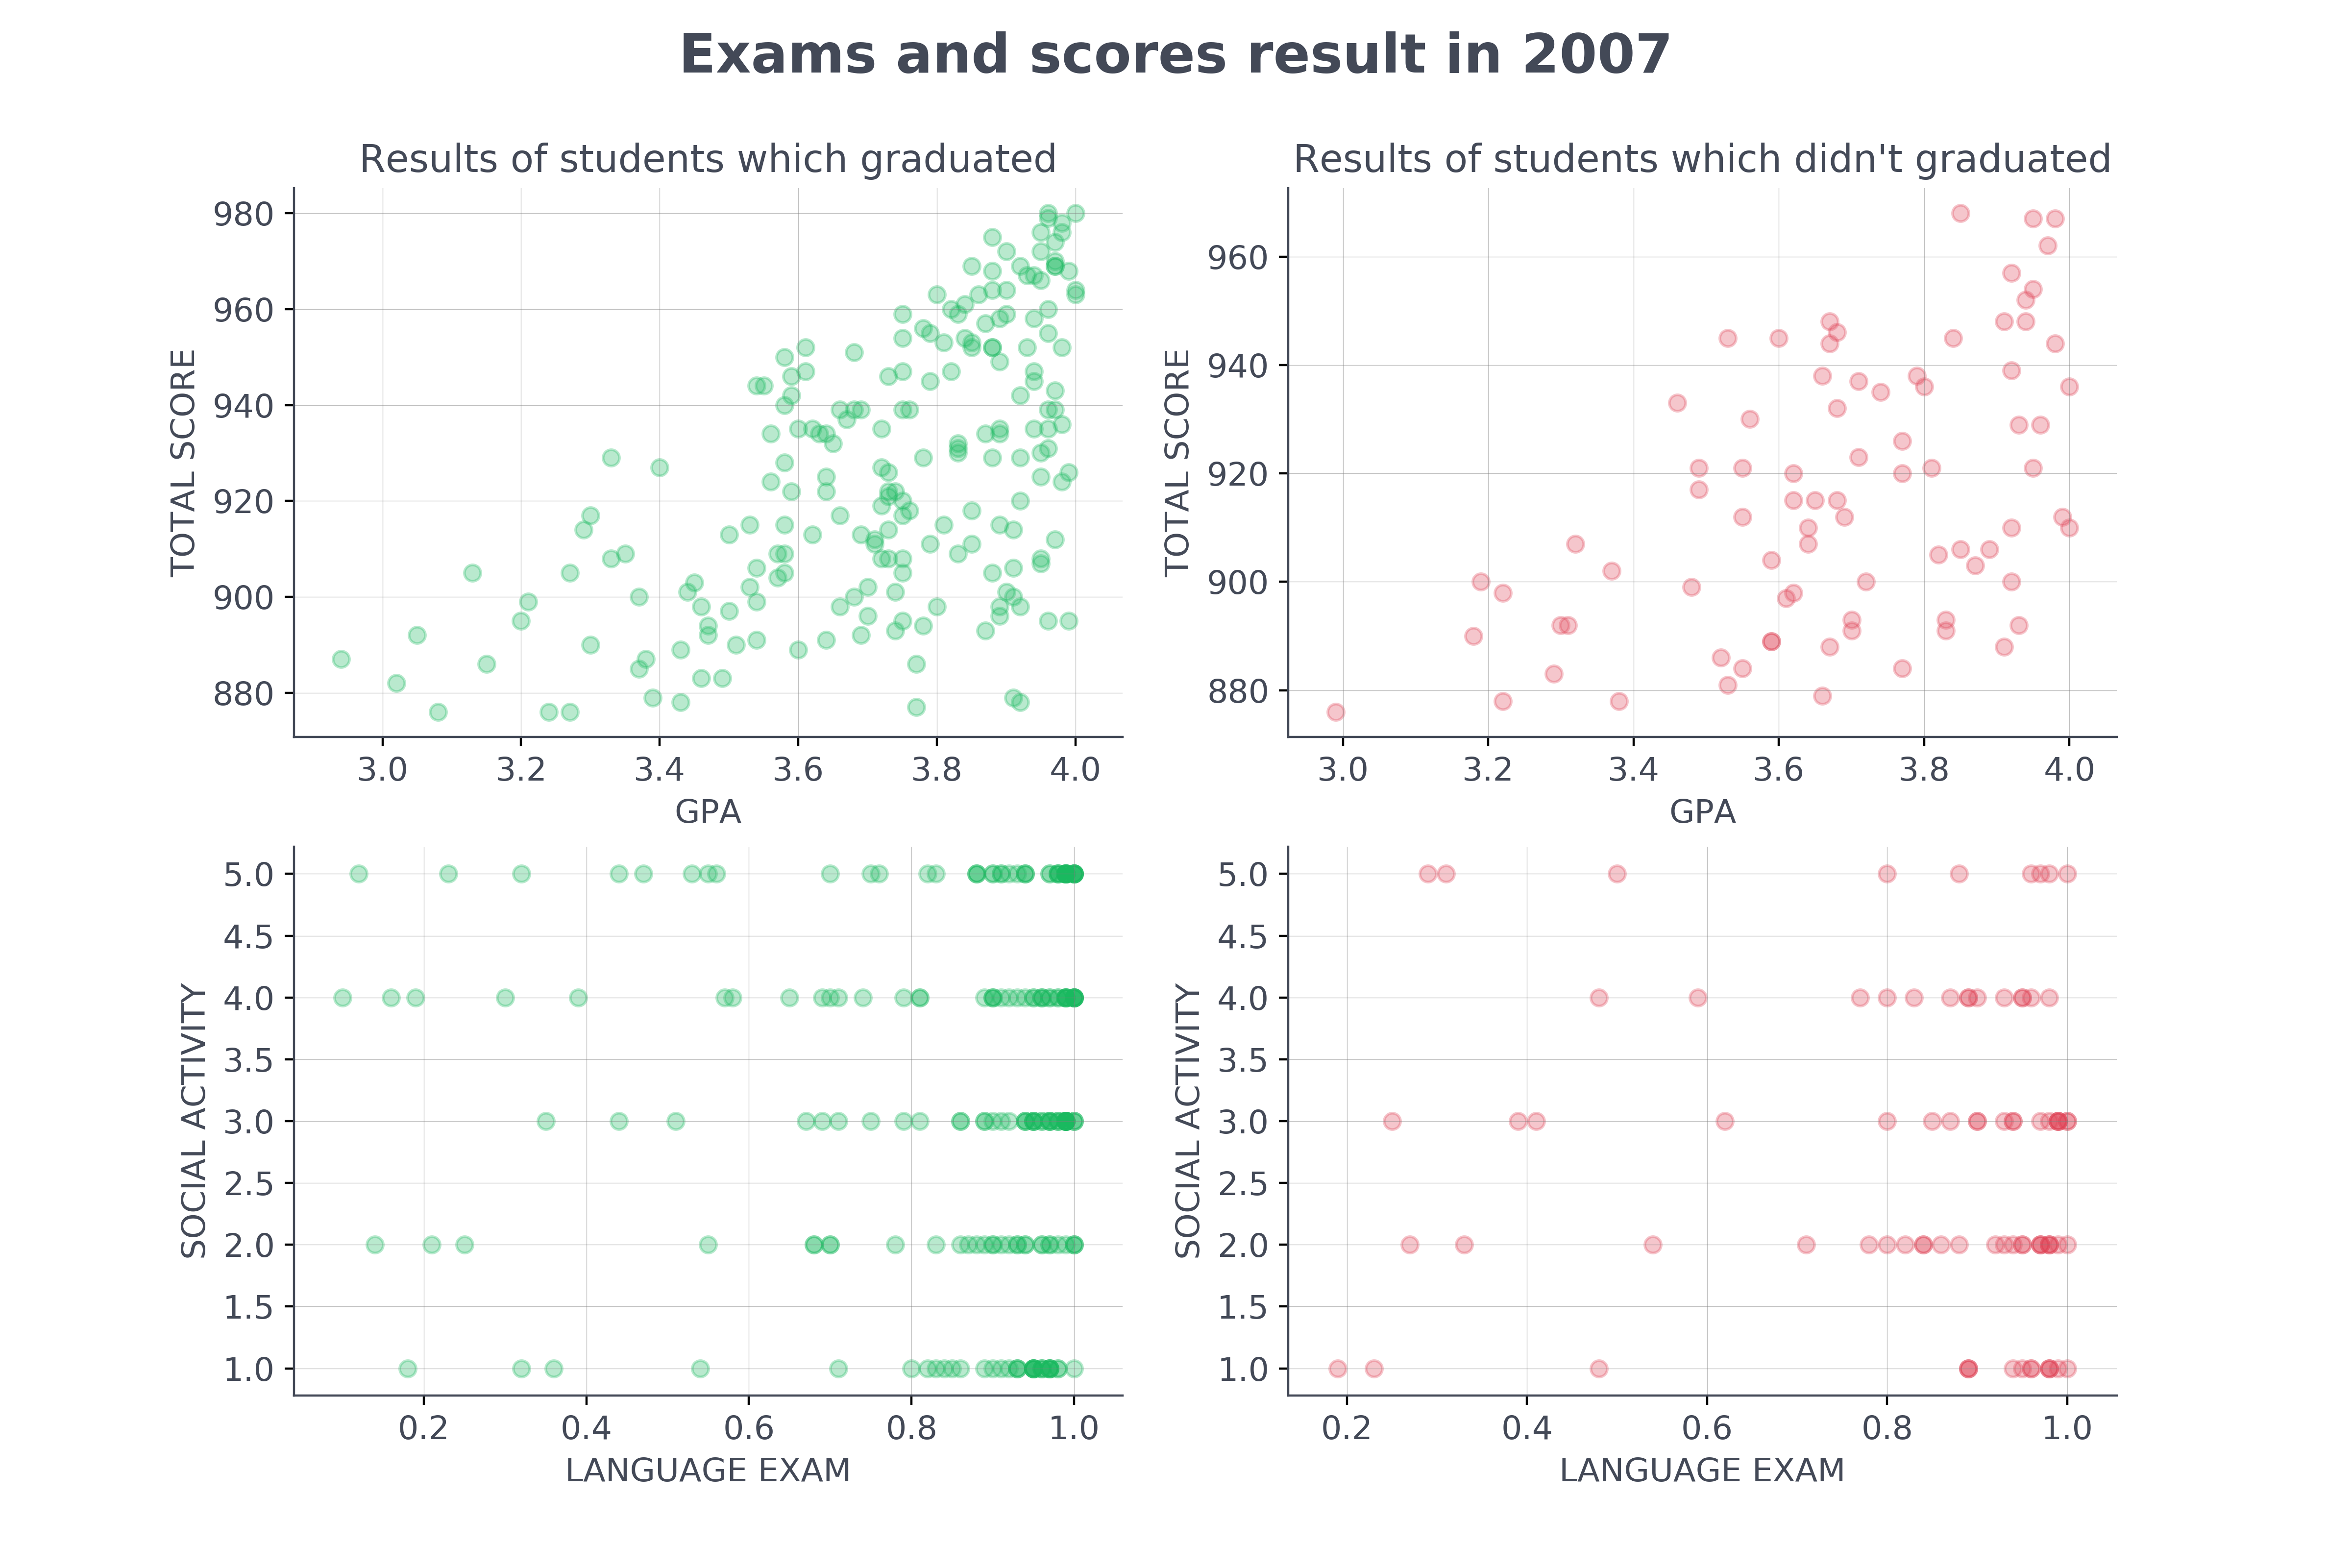 Exams and scores result in 2007
Results of students which graduated
980
960
940
920
900
880
TOTAL SCORE
3.0 3.2 3.4 3.6 3.8 4.0
GPA
Results of students which didn't graduated
960
940
920
900
880
TOTAL SCORE
3.0 3.2 3.4 3.6 3.8 4.0
GPA
5.0
4.5
4.0
3.5
3.0
2.5
2.0
1.5
1.0
SOCIAL ACTIVITY
0.2 0.4 0.6 0.8 1.0
LANGUAGE EXAM
5.0
4.5
4.0
3.5
3.0
2.5
2.0
1.5
1.0
SOCIAL ACTIVITY
0.2 0.4 0.6 0.8 1.0
LANGUAGE EXAM